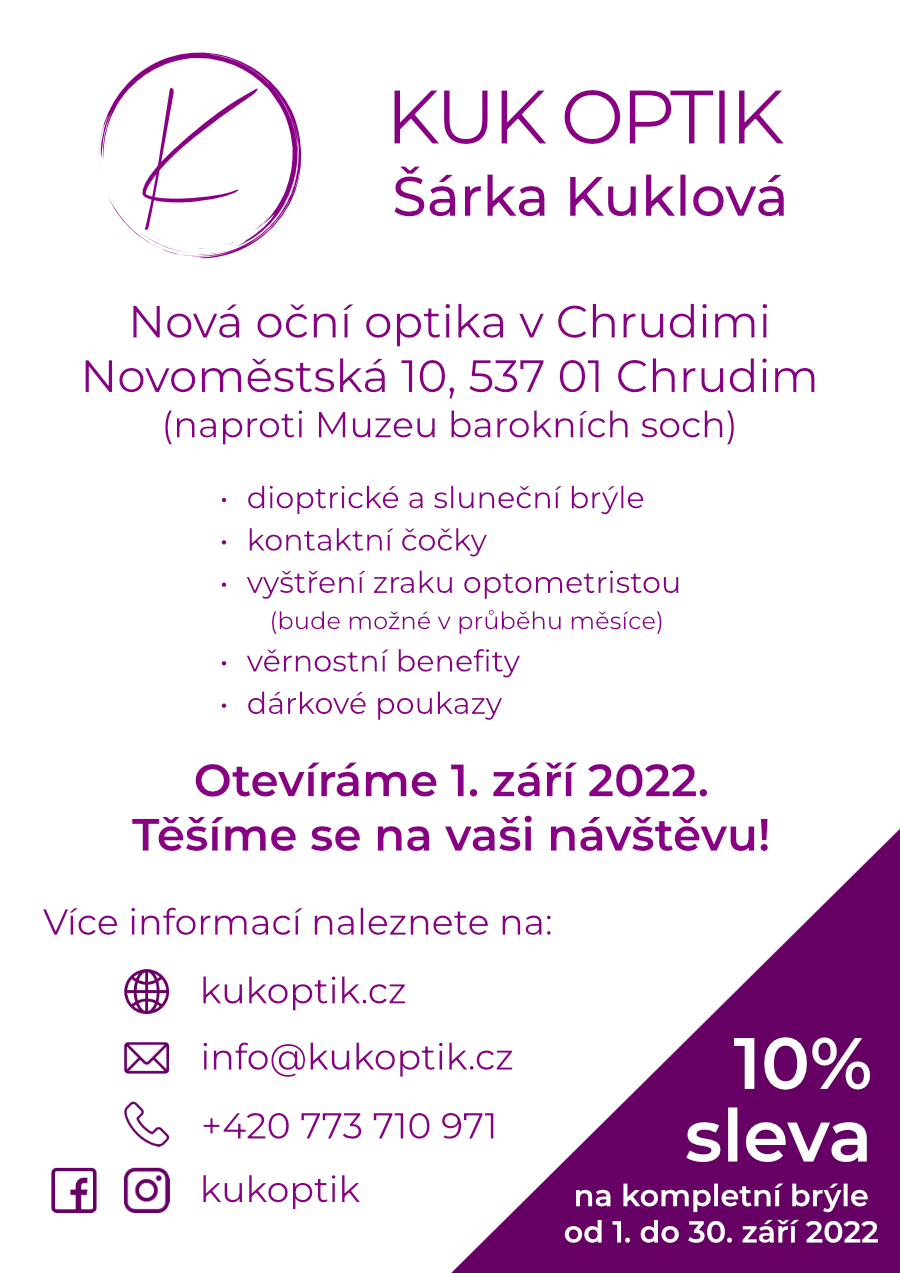 K
KUK OPTIK
Šárka Kuklová
Nová oční optika v Chrudimi
Novoměstská 10, 537 01 Chrudim
(naproti Muzeu barokních soch)
• dioptrické a sluneční brýle
• kontaktní čočky
• vyštření zraku optometristou
(bude možné v průběhu měsíce)
• věrnostní benefity
• dárkové poukazy
Otevíráme 1. září 2022.
Těšíme se na vaši návštěvu!
Více informací naleznete na:
kukoptik.cz
info@kukoptik.cz
+420 773 710 971
kukoptik
10%
sleva
na kompletní brýle
od 1. do 30. září 2022